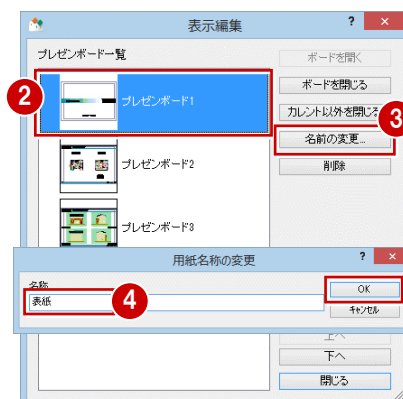 表示編集
? ×
プレゼンボード一覧
ボードを開く
2
プレゼンボード1
ボードを閉じる
カレント以外を閉じる
3
名前の変更...
プレゼンボード2
削除
プレゼンボード3
用紙名称の変更
? ×
名称
表紙
4
OK
キャンセル
上へ
下へ
閉じる